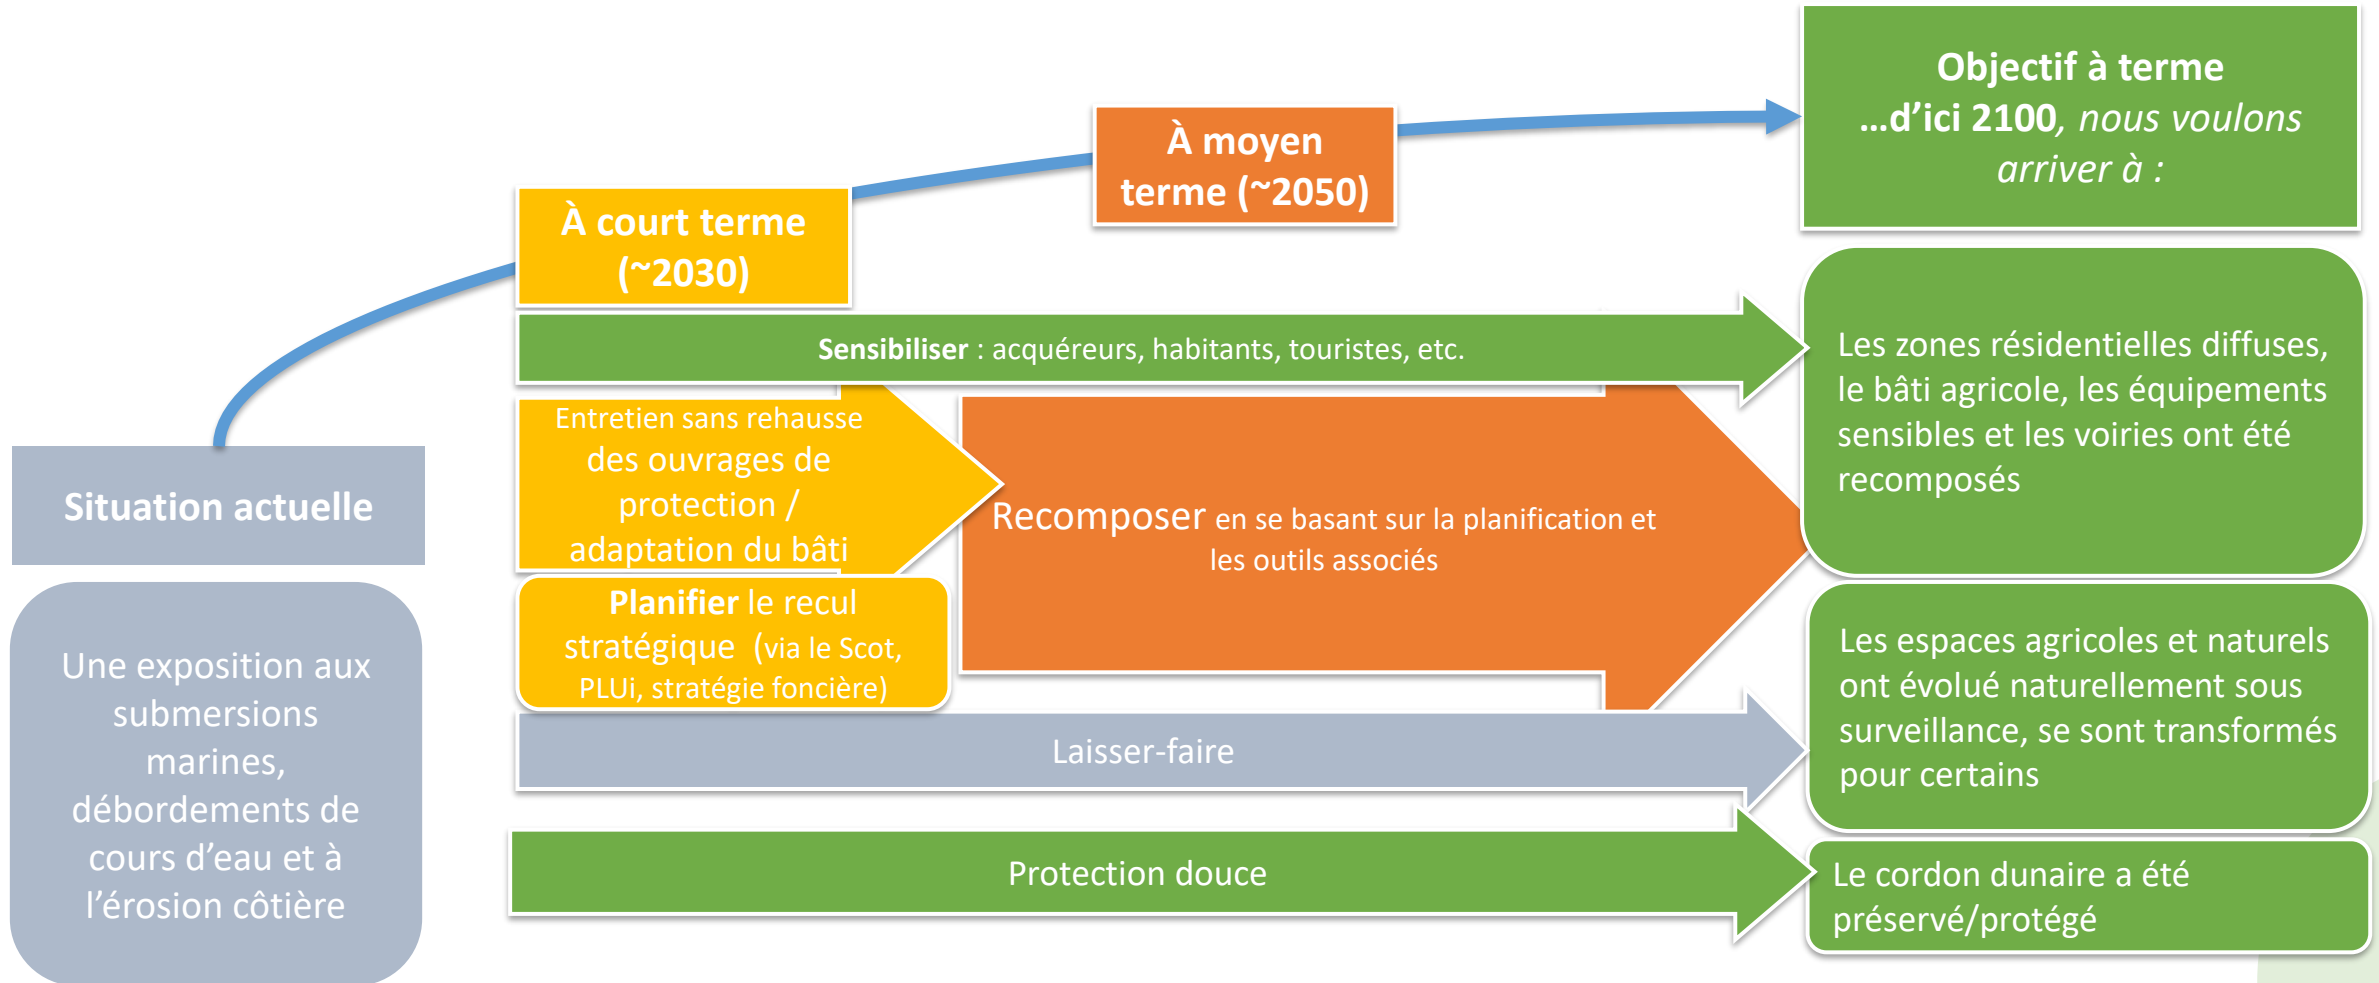 Situation actuelle
Une exposition aux
submersions
marines,
débordements de
cours d’eau et à
l’érosion côtière
À court terme
(~2030)
À moyen
terme (~2050)
Objectif à terme
…d’ici 2100, nous voulons
arriver à :
Sensibiliser : acquéreurs, habitants, touristes, etc.
Entretien sans rehausse
des ouvrages de
protection /
adaptation du bâti
Planifier le recul
stratégique (via le Scot,
PLUi, stratégie foncière)
Recomposer en se basant sur la planification et
les outils associés
Laisser-faire
Protection douce
Les zones résidentielles diffuses,
le bâti agricole, les équipements
sensibles et les voiries ont été
recomposés
Les espaces agricoles et naturels
ont évolué naturellement sous
surveillance, se sont transformés
pour certains
Le cordon dunaire a été
préservé/protégé